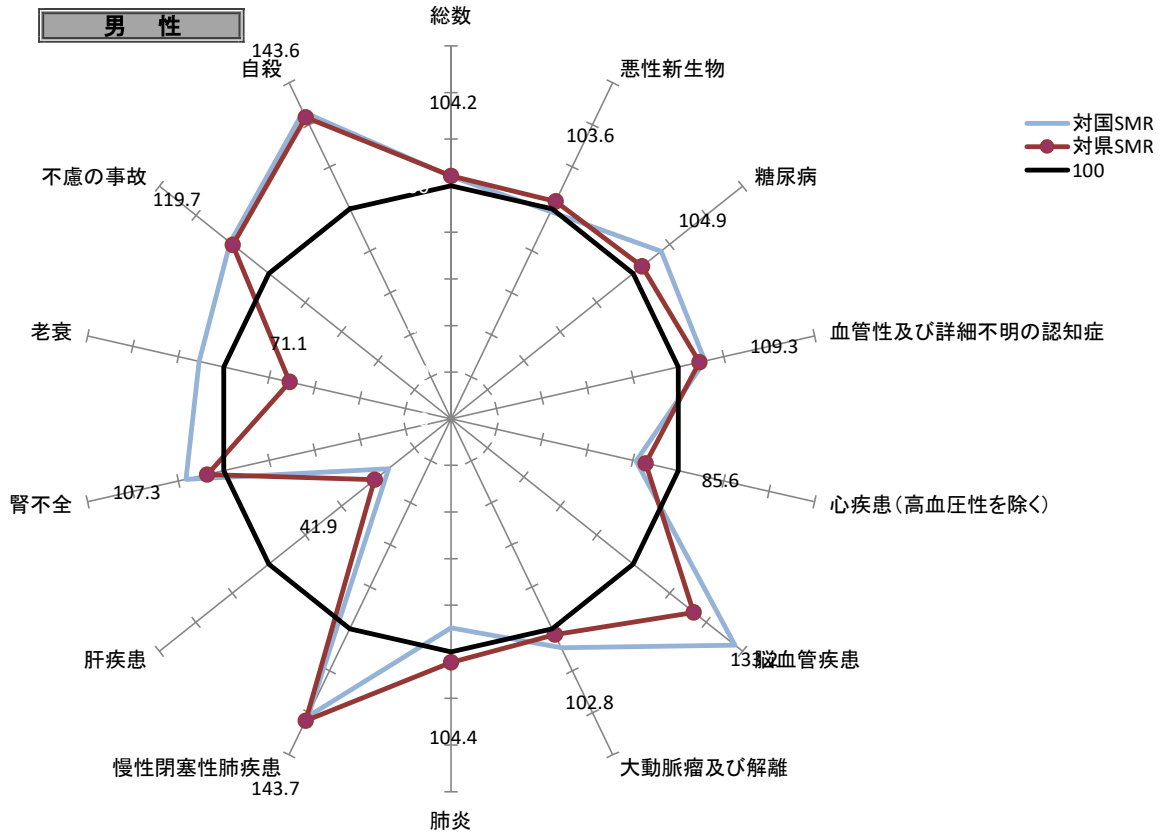 男 性
総数
143.6
自殺
悪性新生物
104.2
103.6
対国SMR
対県SMR
100
不慮の事故
119.7
糖尿病
104.9
老衰
71.1
血管性及び詳細不明の認知症
109.3
腎不全
107.3
85.6
心疾患(高血圧性を除く)
41.9
肝疾患
脳血管疾患
102.8
104.4
慢性閉塞性肺疾患
143.7
大動脈瘤及び解離
肺炎